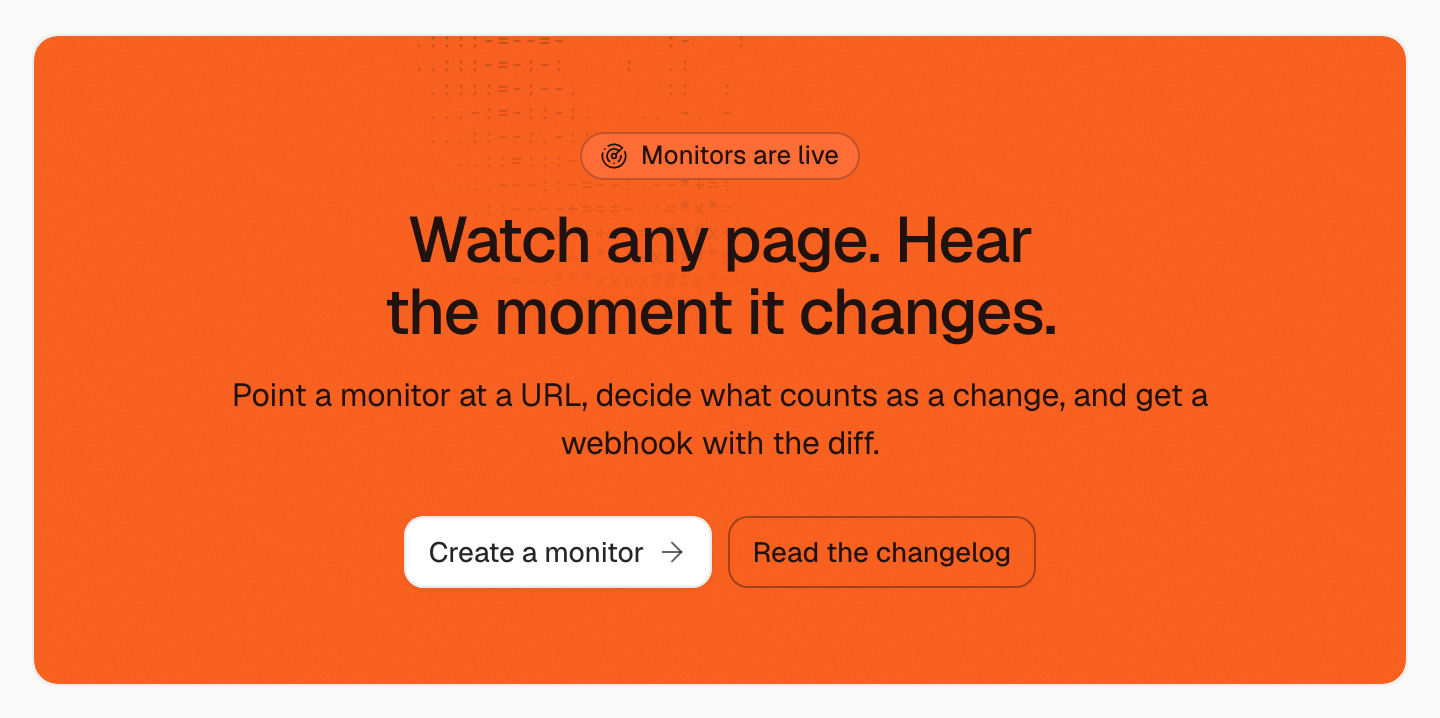 Monitors are live
Watch any page. Hear
the moment it changes.
Point a monitor at a URL, decide what counts as a change, and get a
webhook with the diff.
Create a monitor
Read the changelog